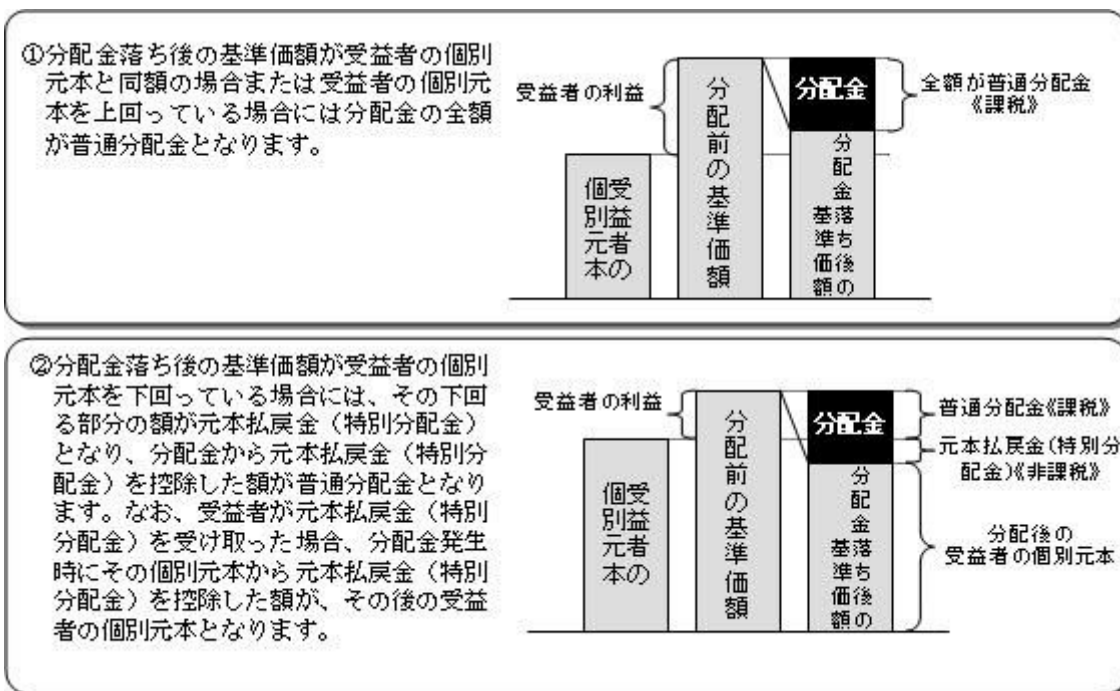 ①分配金落ち後の基準価額が受益者の個別
元本と同額の場合または受益者の個別元
本を上回っている場合には分配金の全額
が普通分配金となります。
受益者の利益
個別元本
受益者の
分配前の基準価額
分配金
分配金落ち後の
基準価額
全額が普通分配金
《課税》
②分配金落ち後の基準価額が受益者の個別
元本を下回っている場合には、その下回
る部分の額が元本払戻金（特別分配金）
となり、分配金から元本払戻金（特別分
配金）を控除した額が普通分配金となり
ます。なお、受益者が元本払戻金（特別
分配金）を受け取った場合、分配金発生
時にその個別元本から元本払戻金（特別
分配金）を控除した額が、その後の受益
者の個別元本となります。
受益者の利益
受益者の
個別元本
分配前の基準価額
分配金
分配金落ち後の
基準価額
普通分配金《課税》
元本払戻金(特別分
配金)《非課税》
分配後の
受益者の個別元本